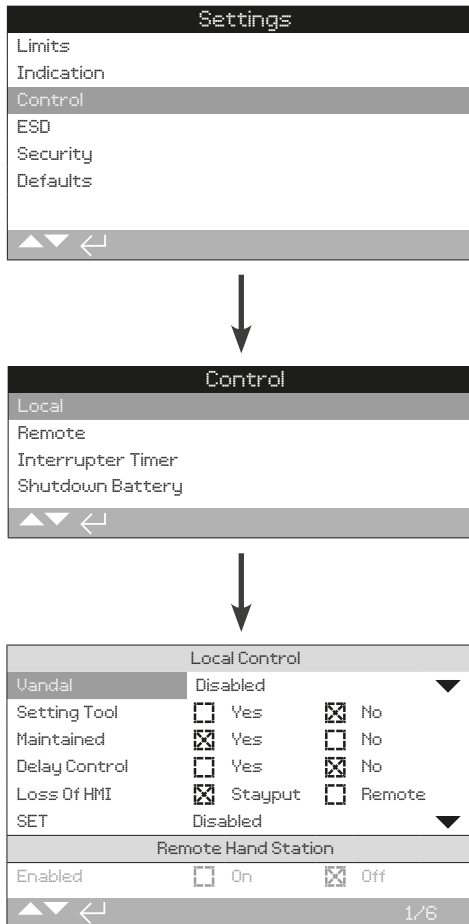 Settings
Limits
Indication
Control
ESD
Security
Defaults
Control
Local
Remote
Interrupter Timer
Shutdown Battery
Local Control
Vandal Disabled
Setting Tool Yes No
Maintained Yes No
Delay Control Yes No
Loss Of HMI Stayput Remote
SET Disabled
Remote Hand Station
Enabled On Off
1/6